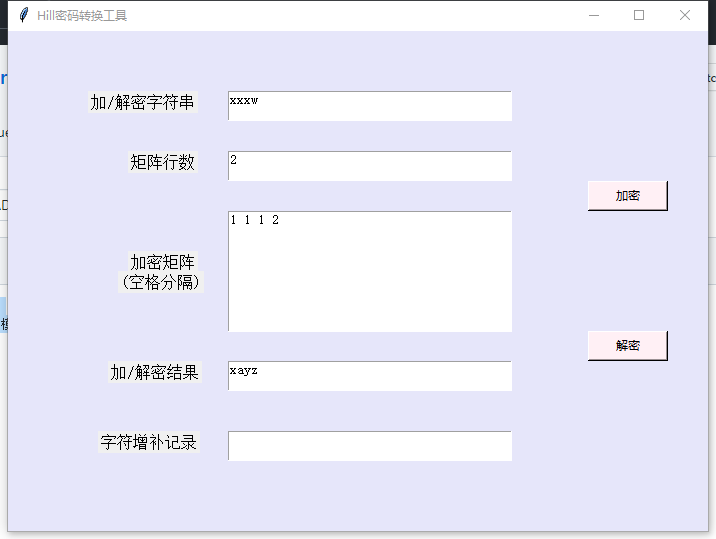 Hill密码转换工具
加/解密字符串
xxxw
矩阵行数
2
加密
1 1 1 2
加密矩阵
(空格分隔)
解密
加/解密结果
xayz
字符增补记录